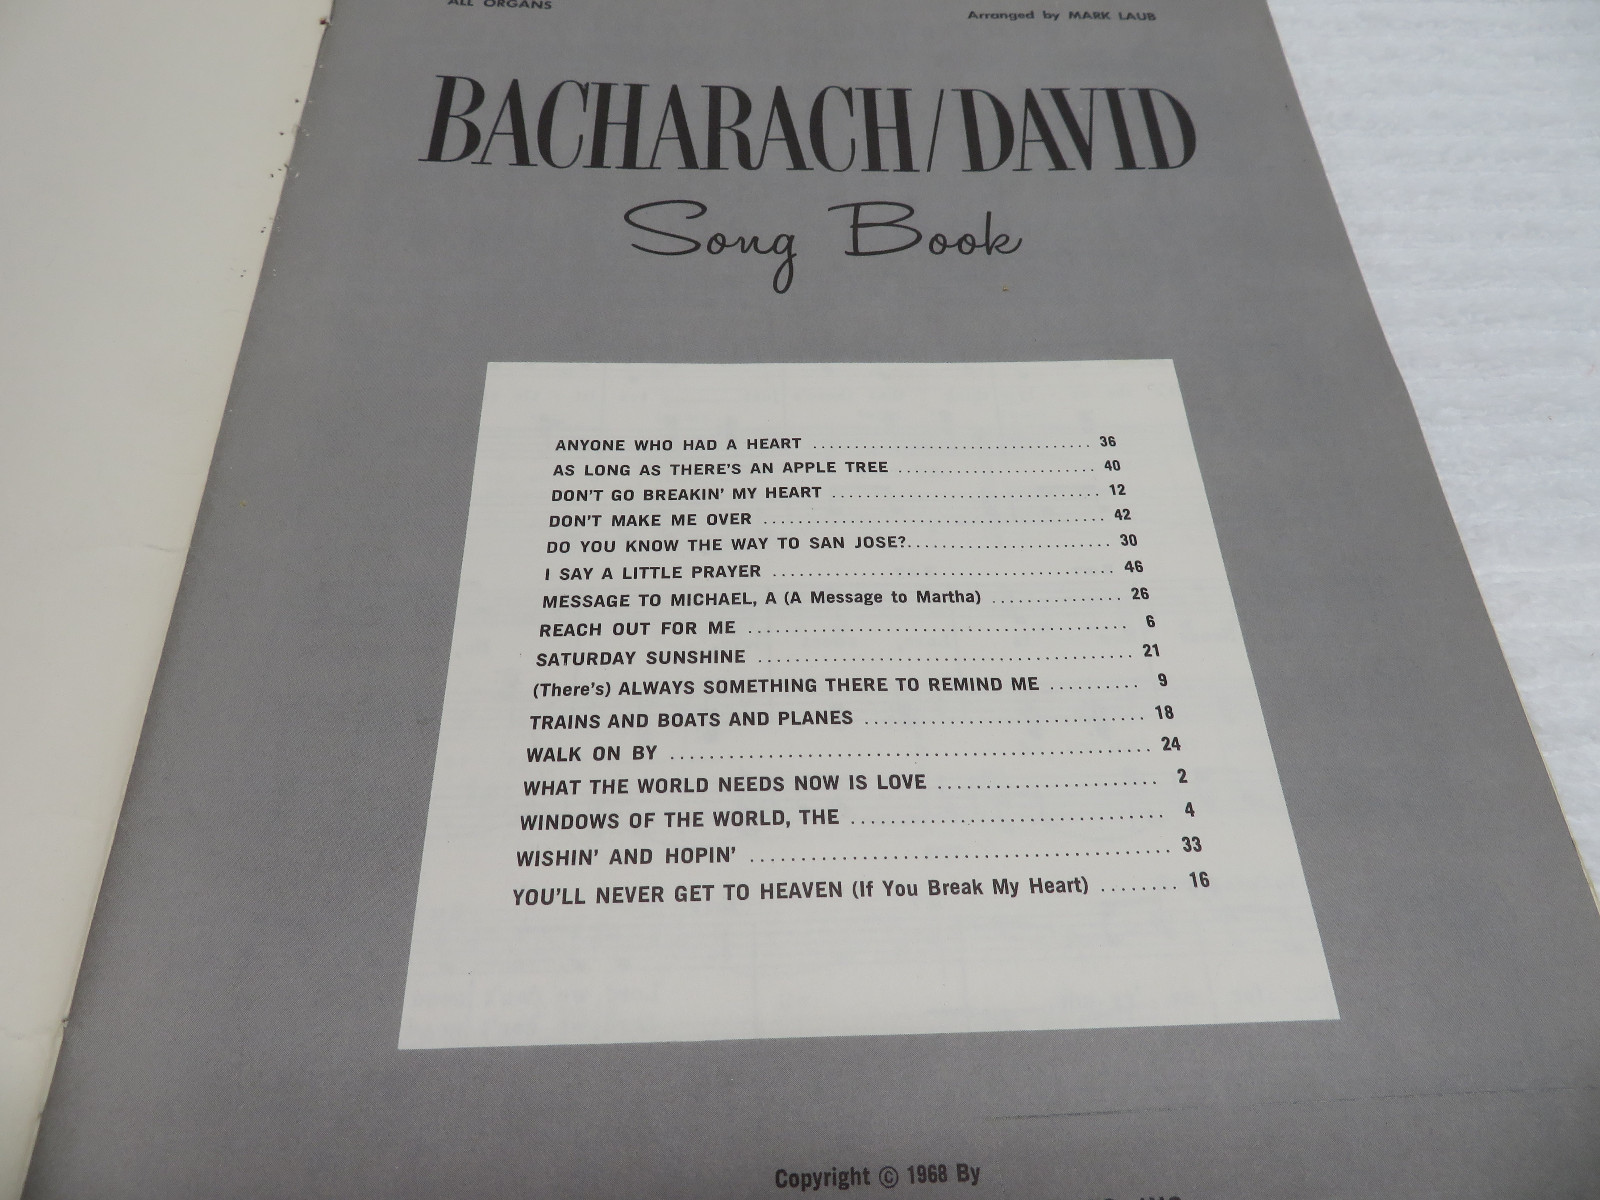 ALL ORGANS
Arranged by MARK LAUB
BACHARACH/DAVID
Song Book
ANYONE WHO HAD A HEART ................................ 36
AS LONG AS THERE'S AN APPLE TREE ........................ 40
DON'T GO BREAKIN' MY HEART ............................... 12
DON'T MAKE ME OVER ....................................... 42
DO YOU KNOW THE WAY TO SAN JOSE?........................ 30
I SAY A LITTLE PRAYER ...................................... 46
MESSAGE TO MICHAEL, A (A Message to Martha) ............... 26
REACH OUT FOR ME ......................................... 6
SATURDAY SUNSHINE ........................................ 21
(There's) ALWAYS SOMETHING THERE TO REMIND ME .......... 9
TRAINS AND BOATS AND PLANES .............................. 18
WALK ON BY ................................................ 24
WHAT THE WORLD NEEDS NOW IS LOVE ....................... 2
WINDOWS OF THE WORLD, THE ................................ 4
WISHIN' AND HOPIN' ......................................... 33
YOU'LL NEVER GET TO HEAVEN (If You Break My Heart) ........ 16
Copyright © 1968 By